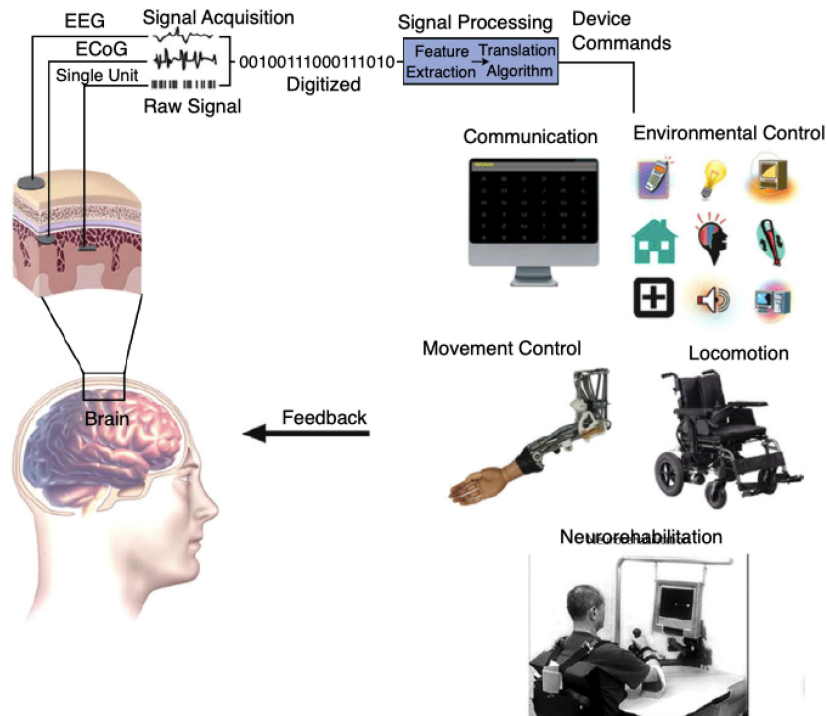 EEG
Signal Acquisition
ECoG
Single Unit
Raw Signal
00100111000111010
Digitized
Signal Processing
Feature
Extraction
Translation
Algorithm
Device
Commands
Communication
Environmental Control
Movement Control
Locomotion
Brain
Feedback
Neurorehabilitation